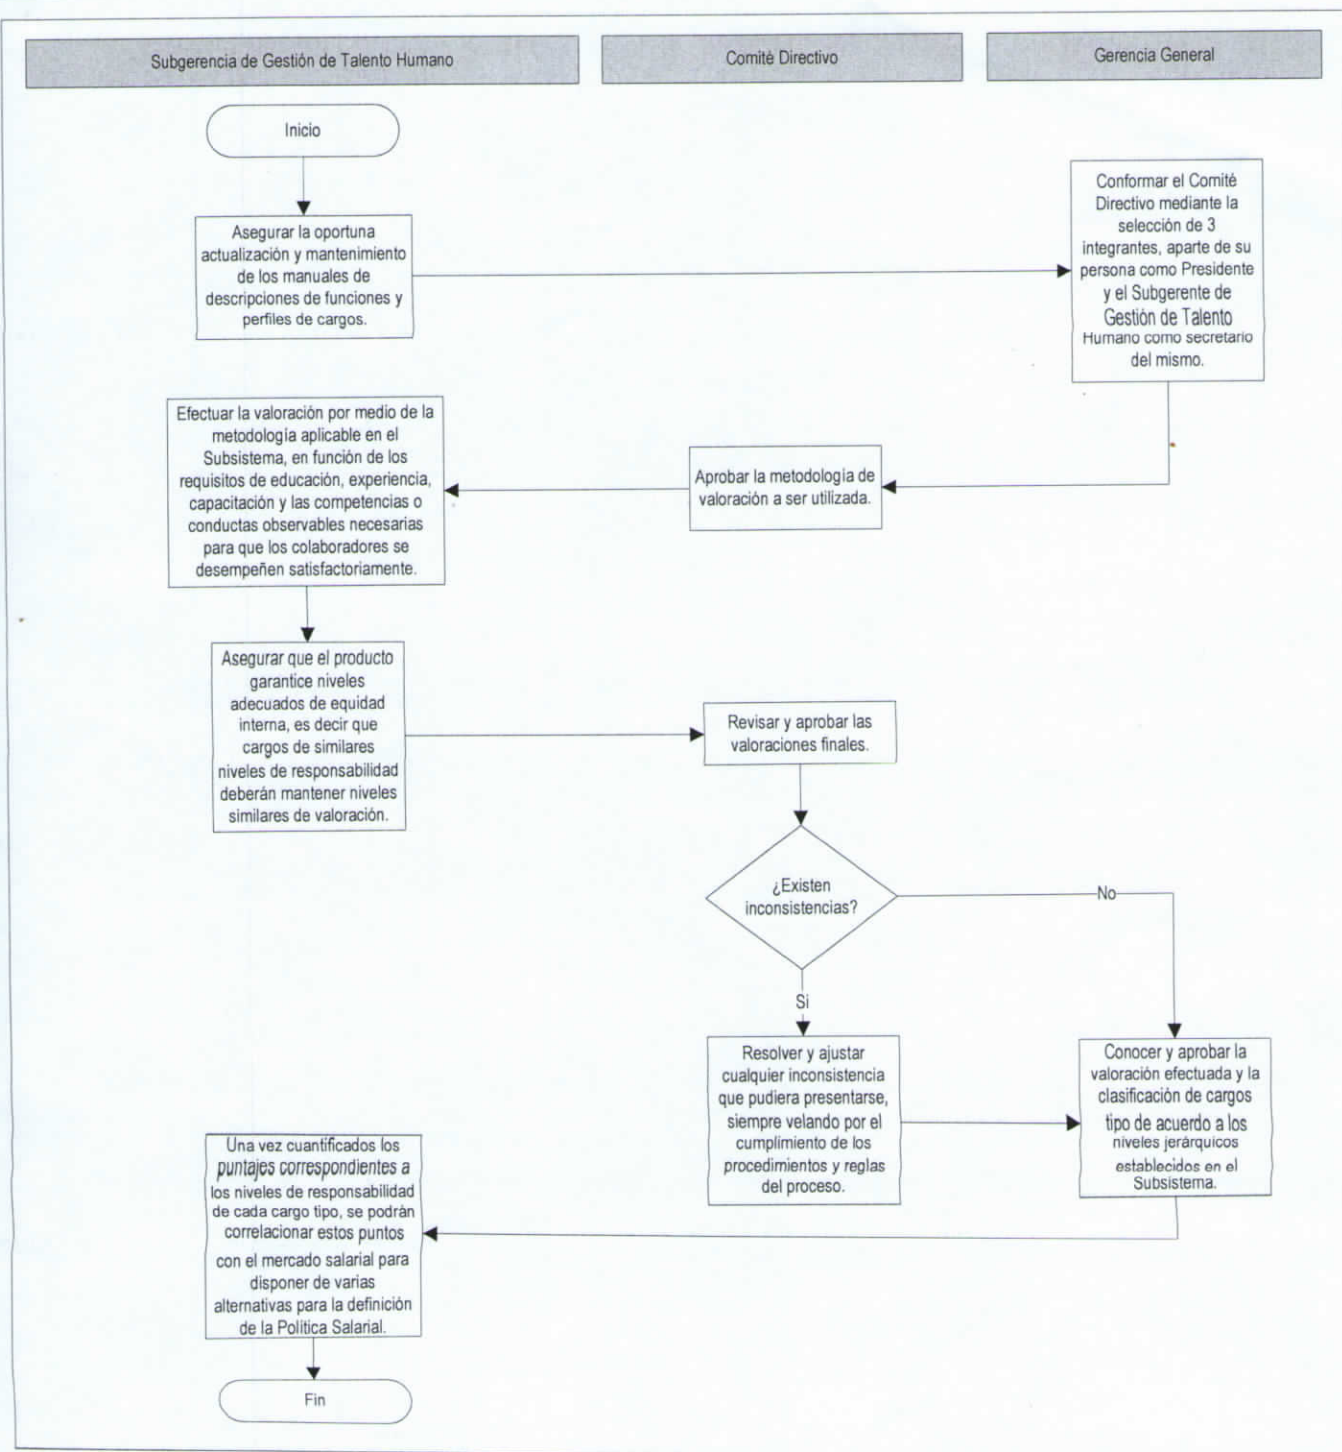 Subgerencia de Gestión de Talento Humano
Comité Directivo
Gerencia General
Inicio
Asegurar la oportuna
actualización y mantenimiento
de los manuales de
descripciones de funciones y
perfiles de cargos.
Conformar el Comité
Directivo mediante la
selección de 3
integrantes, aparte de su
persona como Presidente
y el Subgerente de
Gestión de Talento
Humano como secretario
del mismo.
Aprobar la metodología de
valoración a ser utilizada.
Efectuar la valoración por medio de la
metodología aplicable en el
Subsistema, en función de los
requisitos de educación, experiencia,
capacitación y las competencias o
conductas observables necesarias
para que los colaboradores se
desempeñen satisfactoriamente.
Asegurar que el producto
garantice niveles
adecuados de equidad
interna, es decir que
cargos de similares
niveles de responsabilidad
deberán mantener niveles
similares de valoración.
Revisar y aprobar las
valoraciones finales.
¿Existen
inconsistencias?
No
Si
Resolver y ajustar
cualquier inconsistencia
que pudiera presentarse,
siempre velando por el
cumplimiento de los
procedimientos y reglas
del proceso.
Conocer y aprobar la
valoración efectuada y la
clasificación de cargos
tipo de acuerdo a los
niveles jerárquicos
establecidos en el
Subsistema.
Una vez cuantificados los
puntajes correspondientes a
los niveles de responsabilidad
de cada cargo tipo, se podrán
correlacionar estos puntos
con el mercado salarial para
disponer de varias
alternativas para la definición
de la Política Salarial.
Fin